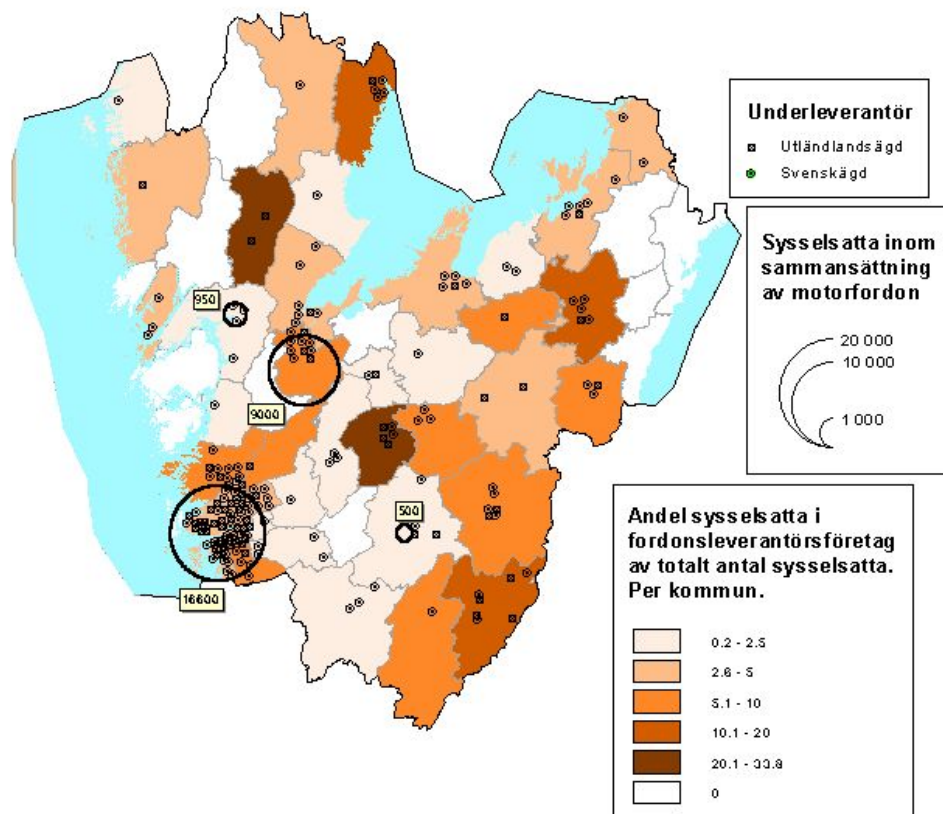 950
9000
500
16600
Underleverantör
Utländlandsägd
Svenskägd
Sysselsatta inom
sammansättning
av motorfordon
20 000
10 000
1 000
Andel sysselsatta i
fordonsleverantörsföretag
av totalt antal sysselsatta.
Per kommun.
0.2 - 2.5
2.6 - 5
5.1 - 10
10.1 - 20
20.1 - 33.8
0